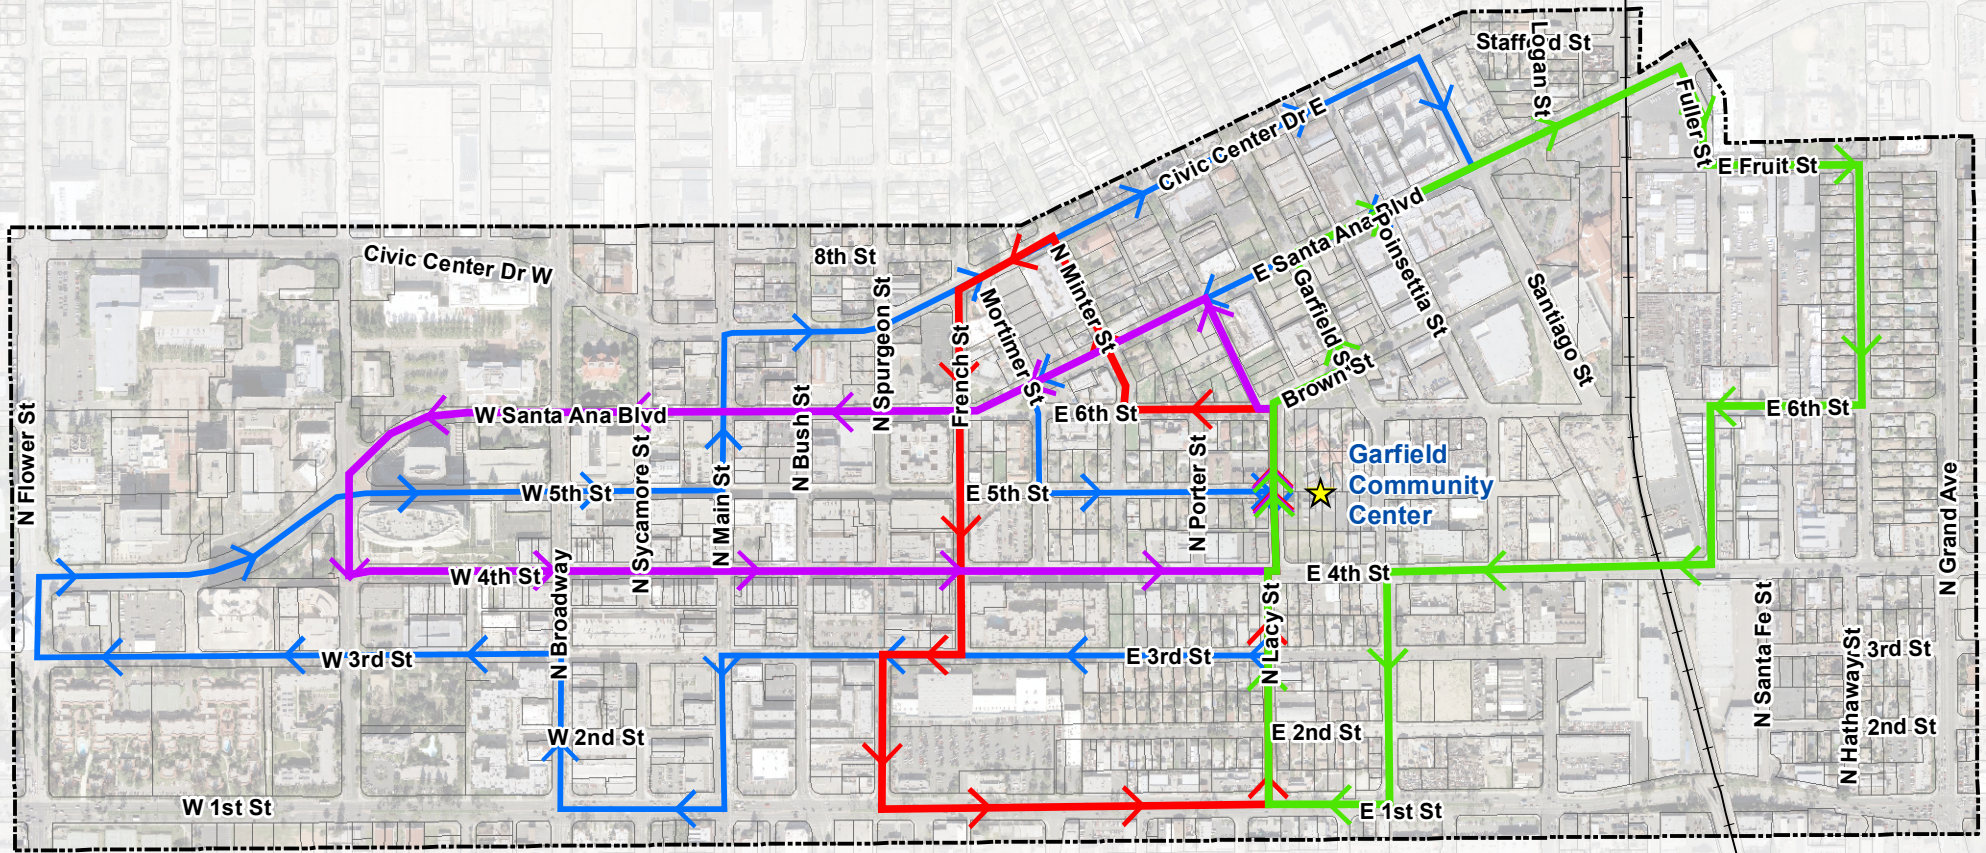 Stafford St
Logan St
Fuller St
E Fruit St
Civic Center Dr E
Civic Center Dr W
8th St
N Spurgeon St
N Minter St
Mortimer St
French St
E Santa Ana Blvd
Poinsettia St
Garfield St
Santiago St
Brown St
N Flower St
W Santa Ana Blvd
N Sycamore St
N Main St
N Bush St
E 6th St
E 6th St
N Porter St
Garfield
Community
Center
W 5th St
E 5th St
N Grand Ave
W 4th St
E 4th St
N Broadway
N Lacy St
N Santa Fe St
N Hathaway St
W 3rd St
E 3rd St
3rd St
W 2nd St
E 2nd St
2nd St
W 1st St
E 1st St